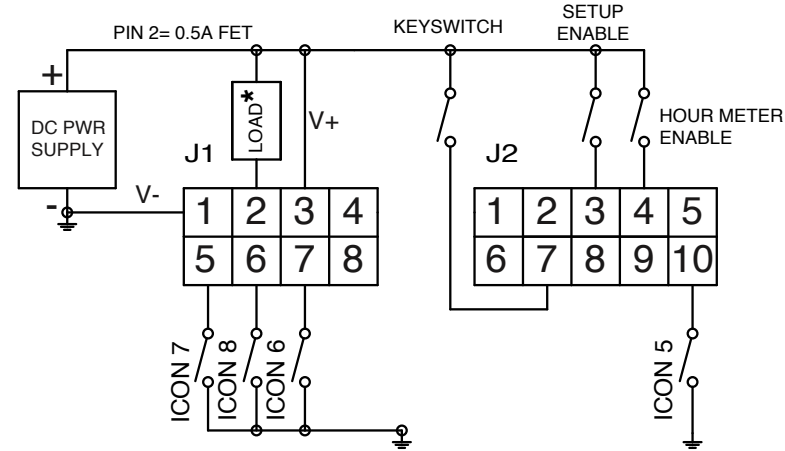 PIN 2= 0.5A FET
KEYSWITCH
SETUP
ENABLE
+
DC PWR
SUPPLY
-
LOAD*
V+
HOUR METER
ENABLE
J1
J2
V-
1 2 3 4
5 6 7 8
1 2 3 4 5
6 7 8 9 10
ICON 7
ICON 8
ICON 6
ICON 5